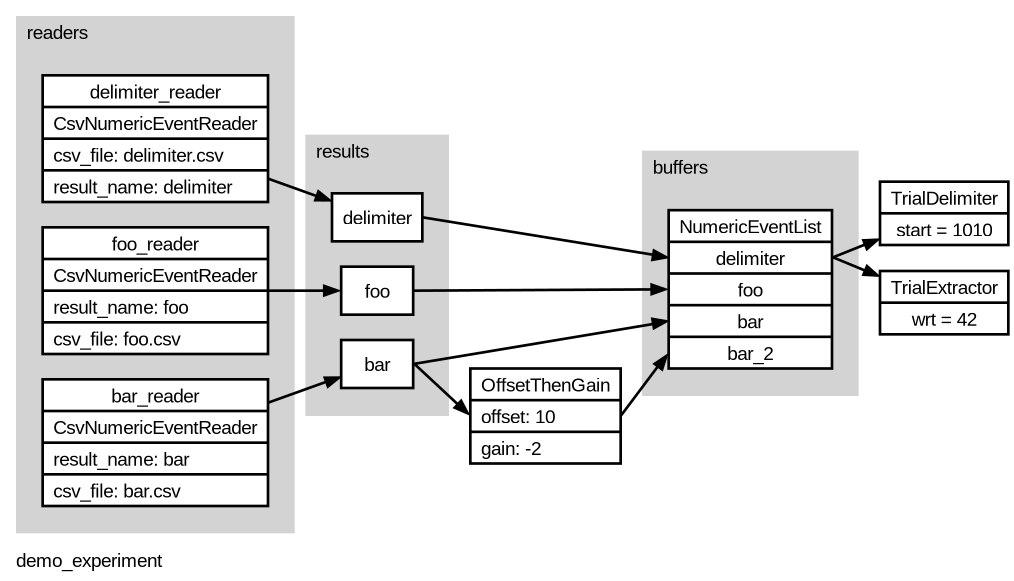 readers
delimiter_reader
CsvNumericEventReader
csv_file: delimiter.csv
result_name: delimiter
foo_reader
CsvNumericEventReader
result_name: foo
csv_file: foo.csv
bar_reader
CsvNumericEventReader
result_name: bar
csv_file: bar.csv
results
delimiter
foo
bar
OffsetThenGain
offset: 10
gain: -2
buffers
NumericEventList
delimiter
foo
bar
bar_2
TrialDelimiter
start = 1010
TrialExtractor
wrt = 42
demo_experiment